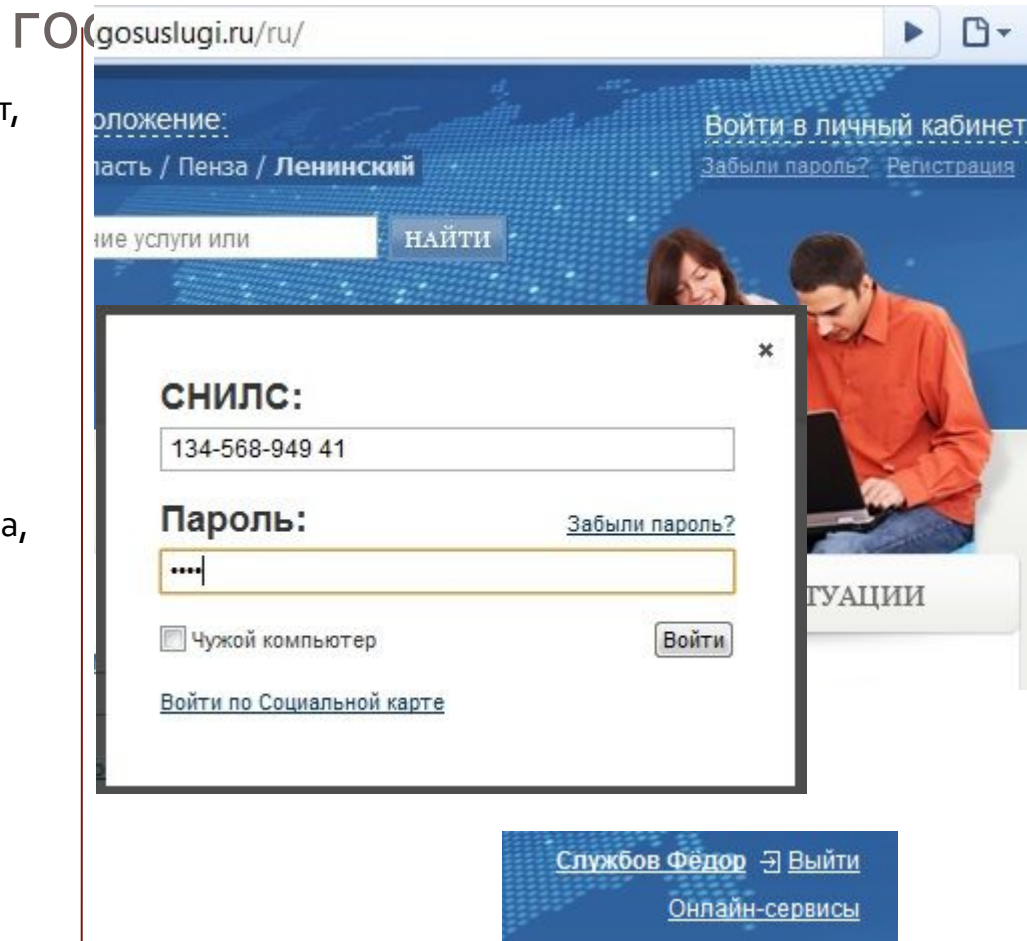 ГОС
gosuslugi.ru/ru/
т,
оложение:
Войти в личный кабинет
ласть / Пенза / Ленинский
Забыли пароль? Регистрация
ние услуги или
НАЙТИ
СНИЛС:
134-568-949 41
Пароль:
Забыли пароль?
а,
ТУАЦИИ
Чужой компьютер
Войти
Войти по Социальной карте
Службов Фёдор Выйти
Онлайн-сервисы